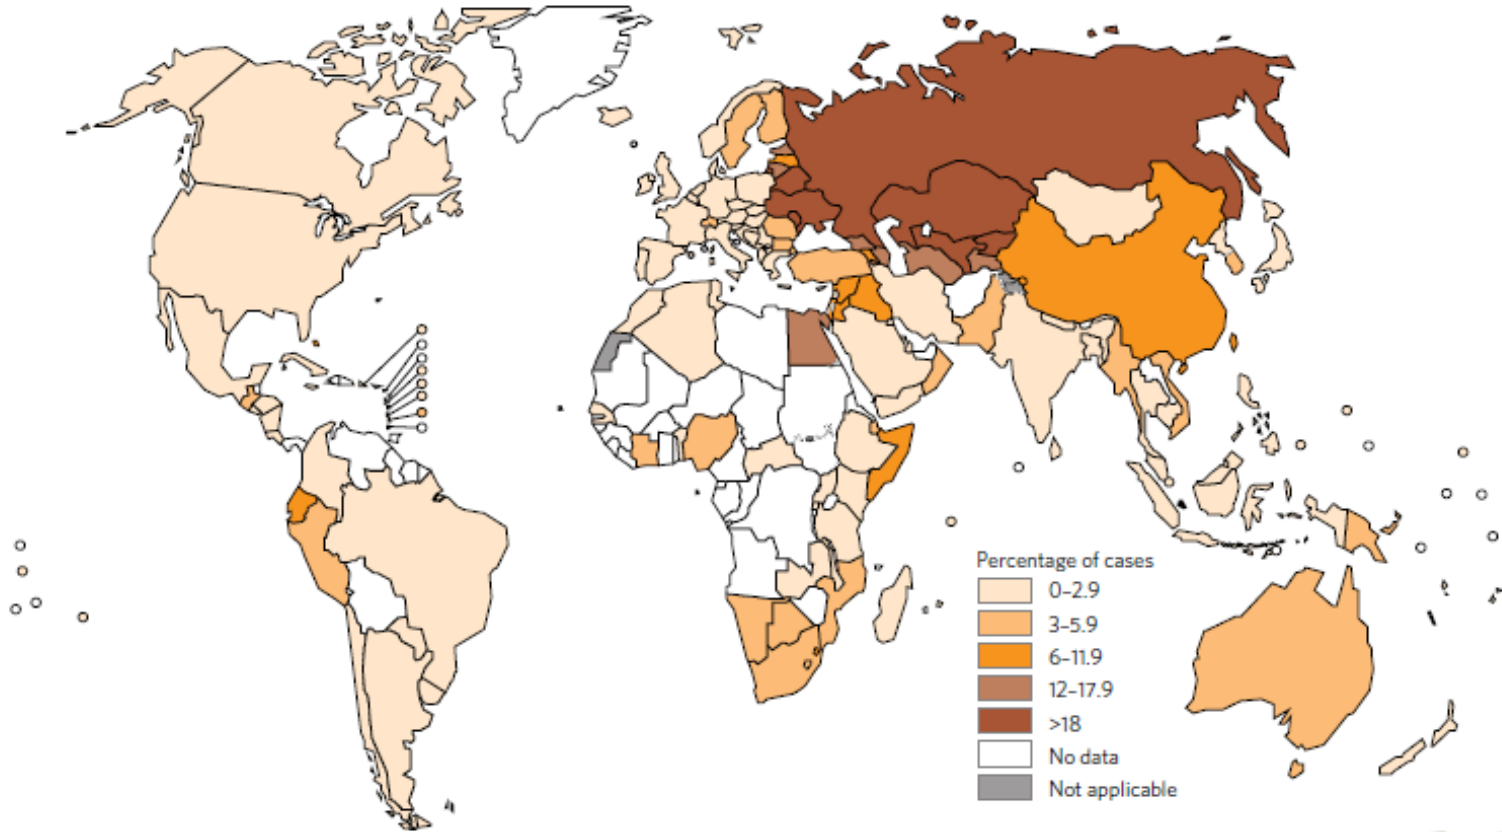 Percentage of cases
0–2.9
3–5.9
6–11.9
12–17.9
>18
No data
Not applicable